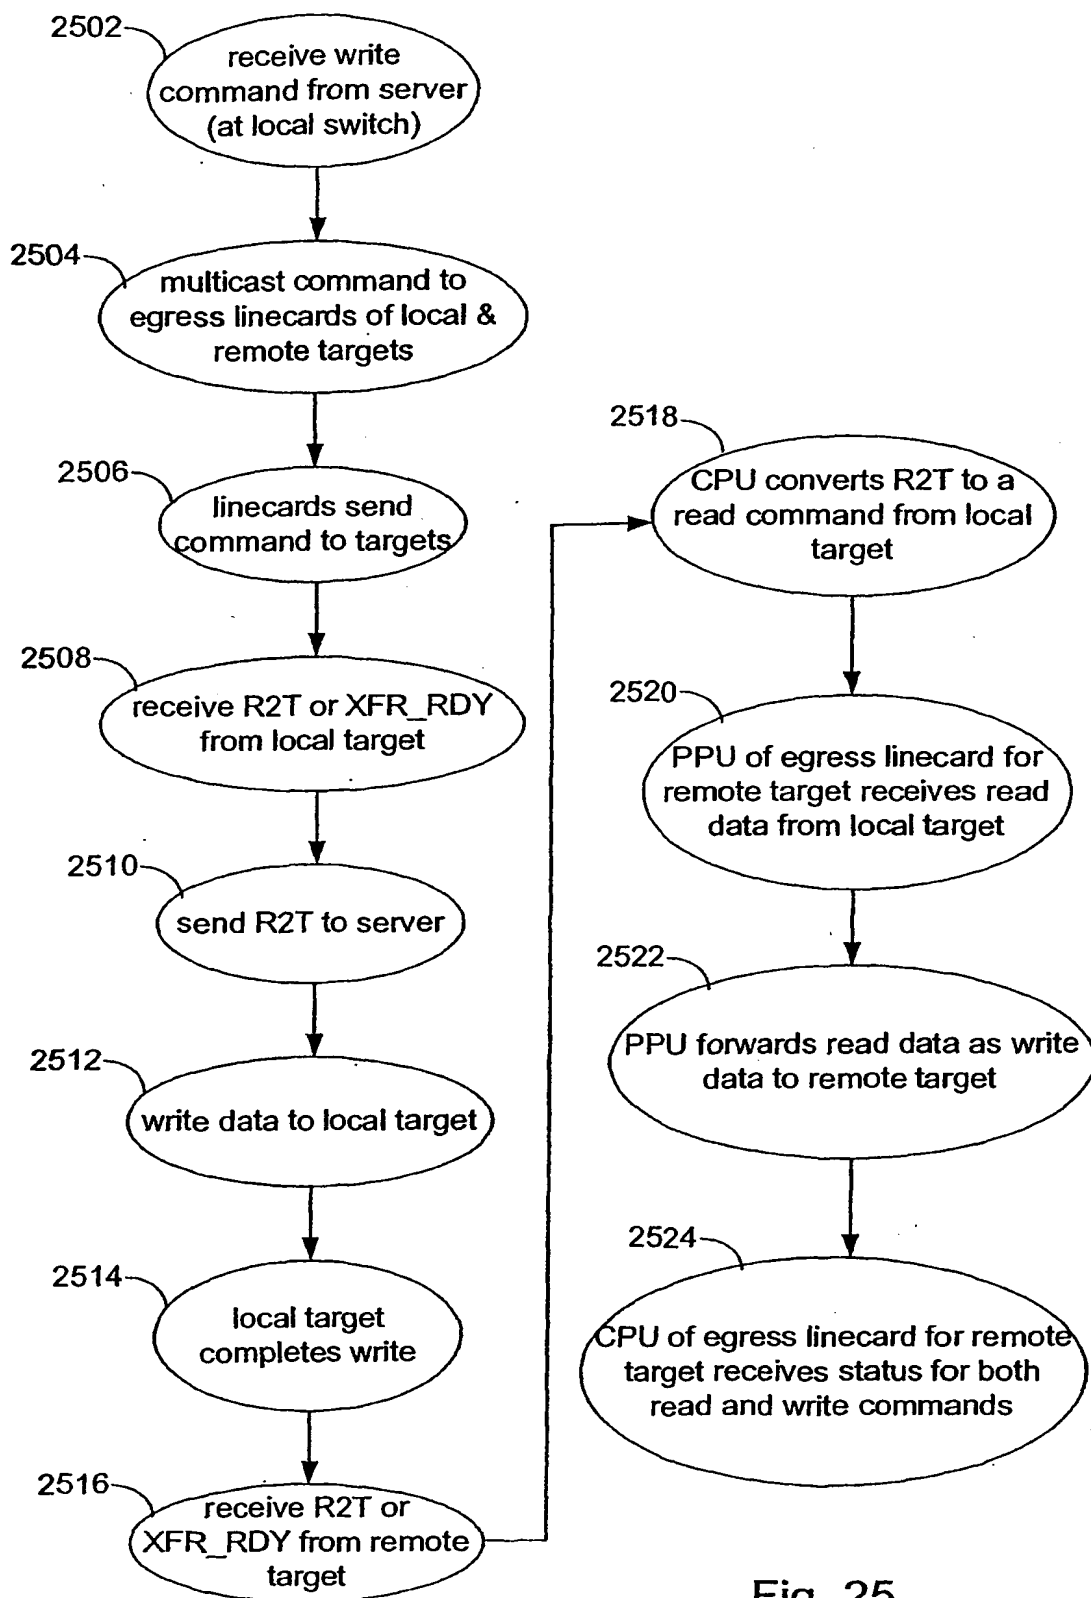 2502
receive write
command from server
(at local switch)
2504
multicast command to
egress linecards of local &
remote targets
2506
linecards send
command to targets
2508
receive R2T or XFR_RDY
from local target
2510
send R2T to server
2512
write data to local target
2514
local target
completes write
2516
receive R2T or
XFR_RDY from remote
target
2518
CPU converts R2T to a
read command from local
target
2520
PPU of egress linecard for
remote target receives read
data from local target
2522
PPU forwards read data as write
data to remote target
2524
CPU of egress linecard for remote
target receives status for both
read and write commands
Fig. 25